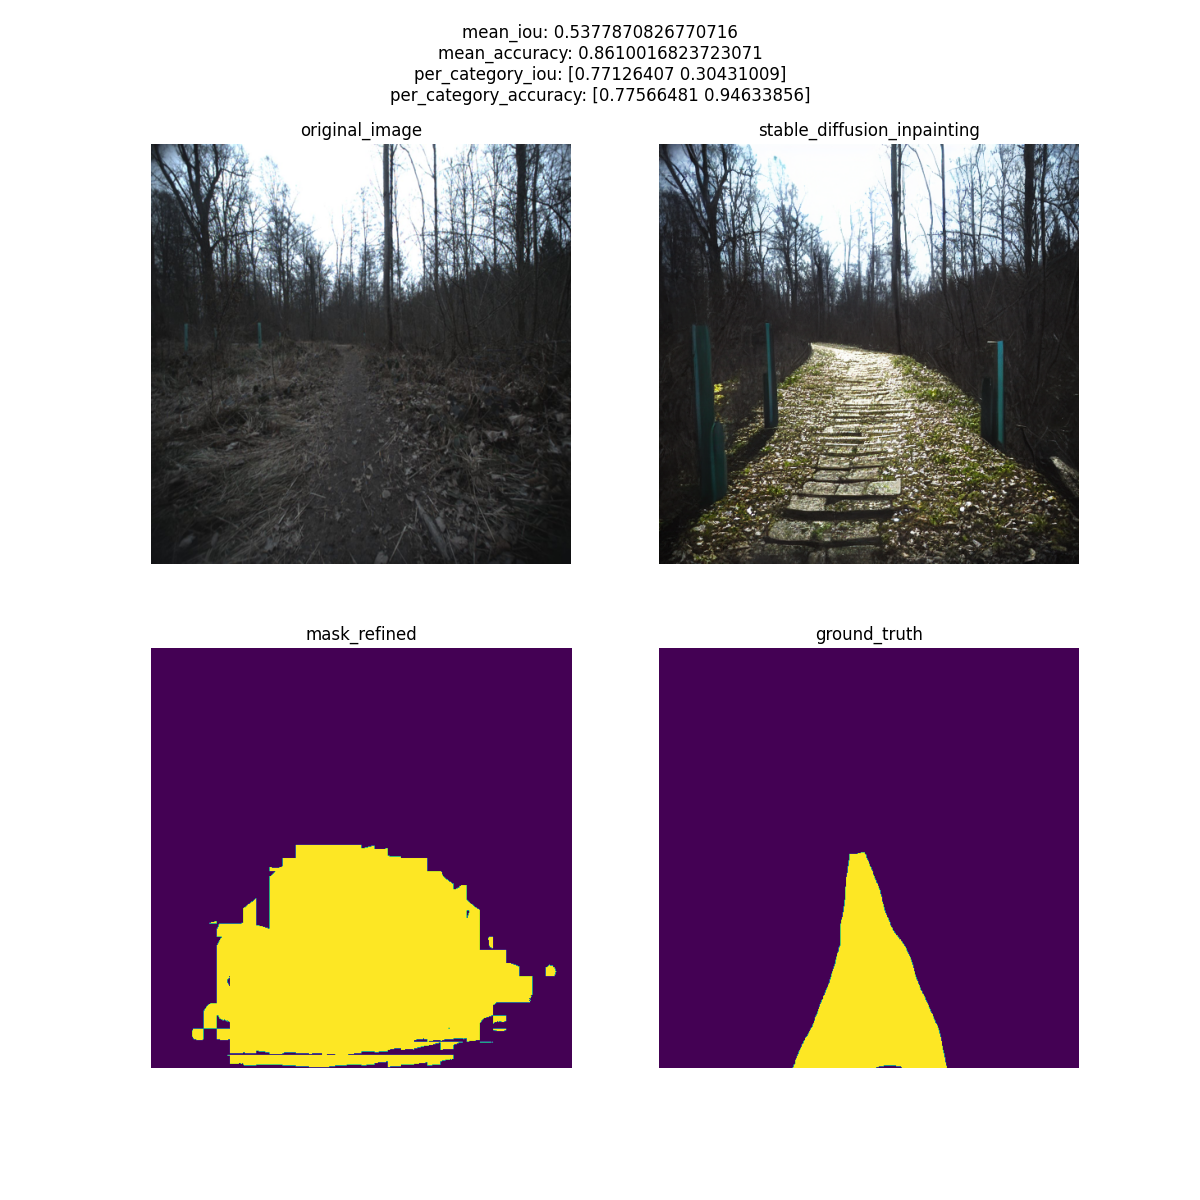 mean_iou: 0.5377870826770716
mean_accuracy: 0.8610016823723071
per_category_iou: [0.77126407 0.30431009]
per_category_accuracy: [0.77566481 0.94633856]
original_image
stable_diffusion_inpainting
mask_refined
ground_truth